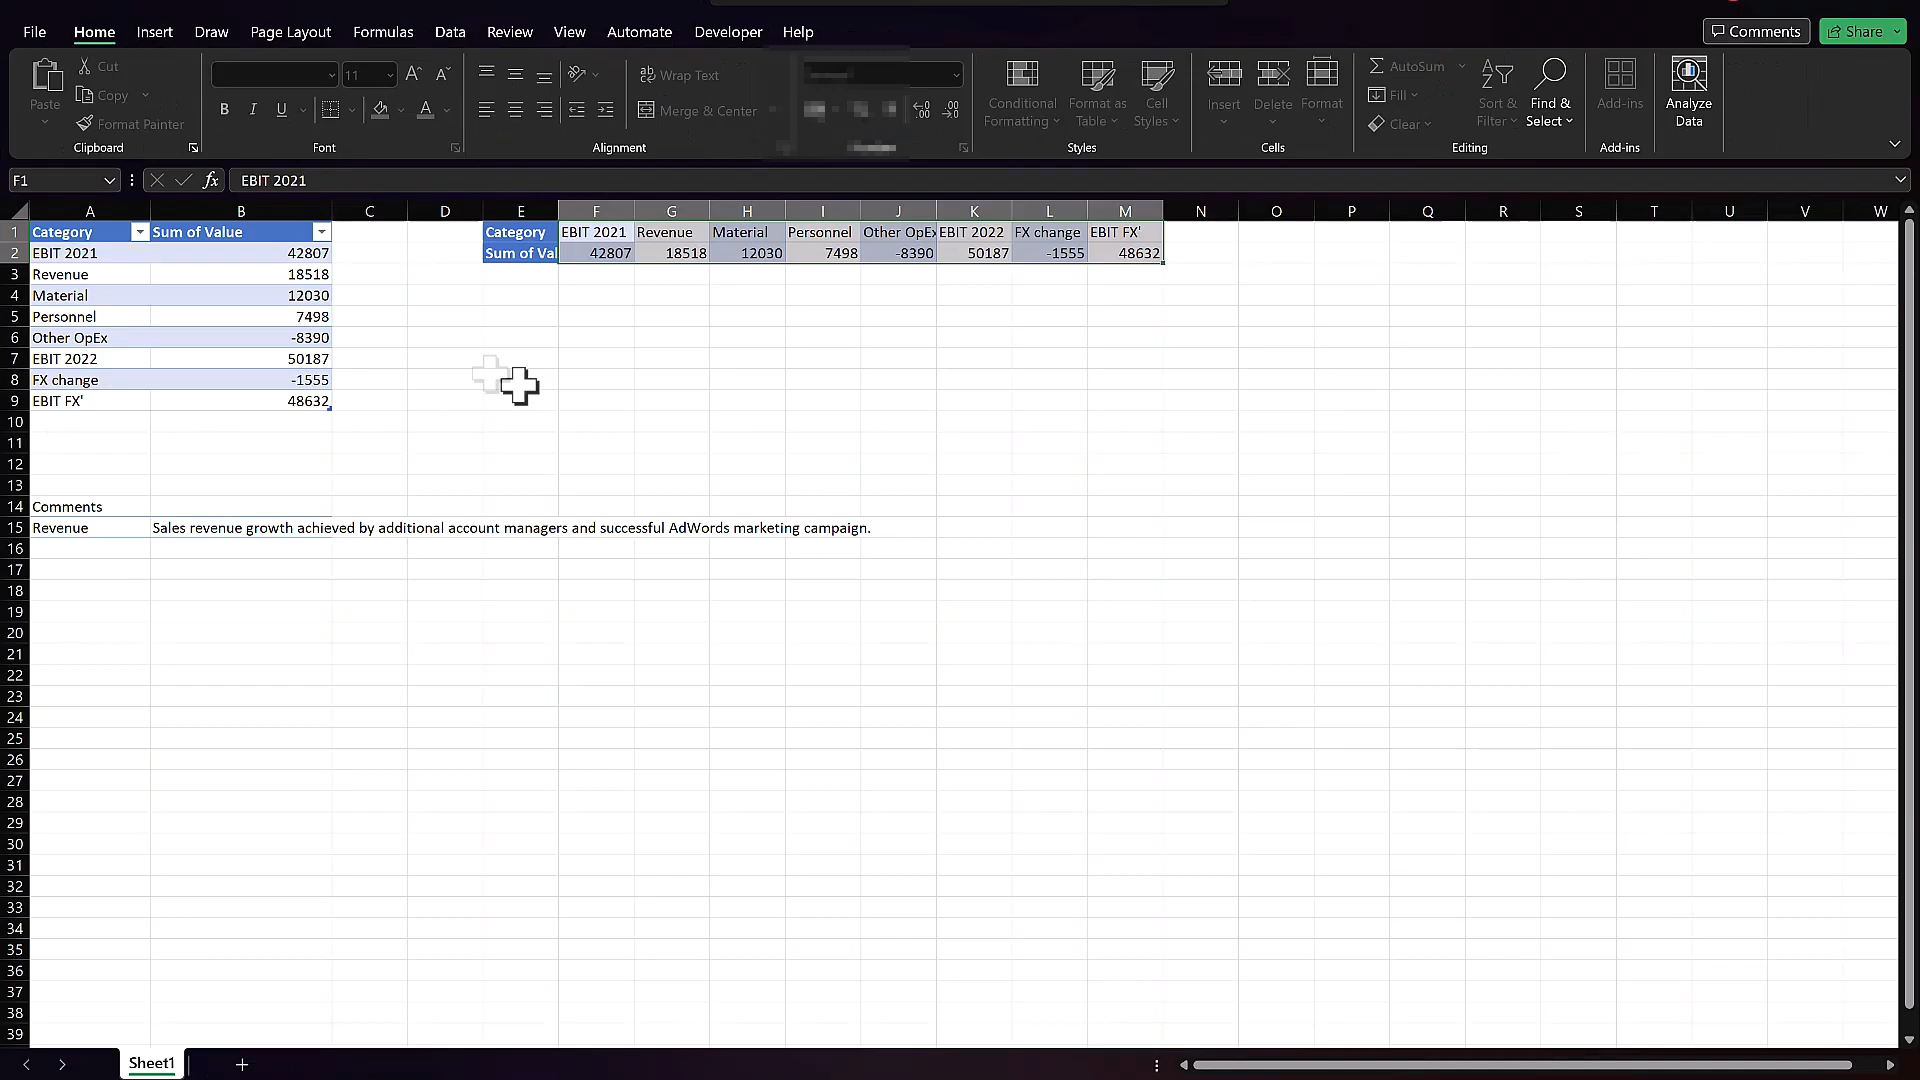 File Home Insert Draw Page Layout Formulas Data Review View Automate Developer Help Comments Share
Paste Cut Copy Format Painter Clipboard
11 B I U Font
ab Wrap Text Merge & Center Alignment
Conditional Formatting Format as Table Cell Styles Styles
Insert Delete Format Cells
AutoSum Fill Clear Sort & Filter Find & Select Editing
Add-ins Add-ins
Analyze Data
F1 fx EBIT 2021
A B C D E F G H I J K L M N O P Q R S T U V W
1 Category Sum of Value Category EBIT 2021 Revenue Material Personnel Other OpEx EBIT 2022 FX change EBIT FX'
2 EBIT 2021 42807 Sum of Val 42807 18518 12030 7498 -8390 50187 -1555 48632
3 Revenue 18518
4 Material 12030
5 Personnel 7498
6 Other OpEx -8390
7 EBIT 2022 50187
8 FX change -1555
9 EBIT FX' 48632
10
11
12
13
14 Comments
15 Revenue Sales revenue growth achieved by additional account managers and successful AdWords marketing campaign.
16
17
18
19
20
21
22
23
24
25
26
27
28
29
30
31
32
33
34
35
36
37
38
39
Sheet1